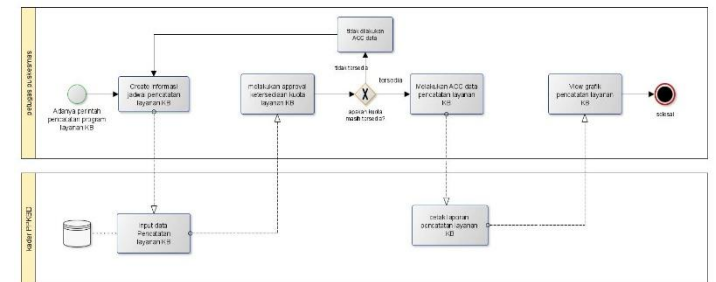 petugas puskesmas
tidak dilakukan
ACC data
tidak tersedia
Create informasi
jadwal pencatatan
layanan KB
melakukan approval
ketersediaan kuota
layanan KB
tersedia
Melakukan ACC data
pencatatan layanan
KB
View grafik
pencatatan layanan
KB
Adanya perintah
pencatatan program
layanan KB
apakah kuota
masih tersedia?
selesai
kader PPKBD
Input data
Pencatatan
layanan KB
cetak laporan
pencatatan layanan
KB